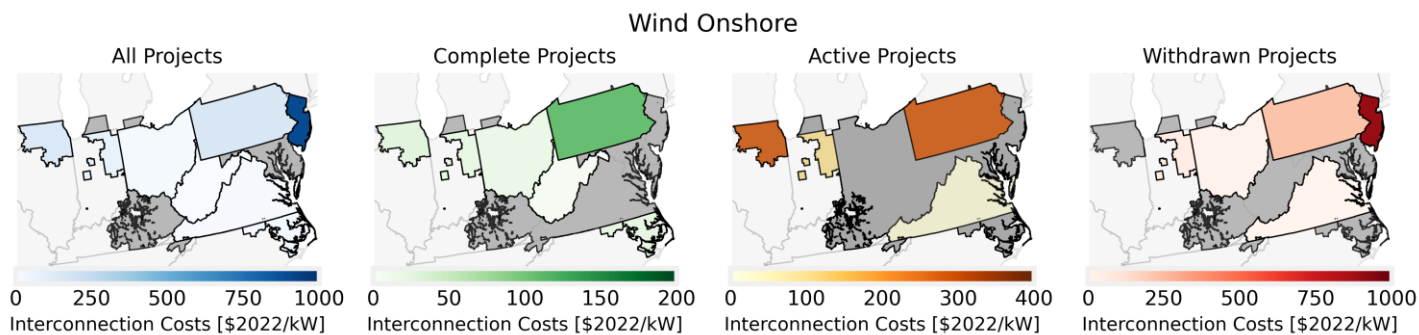 Wind Onshore
All Projects
Complete Projects
Active Projects
Withdrawn Projects
0 250 500 750 1000
0 50 100 150 200
0 100 200 300 400
0 250 500 750 1000
Interconnection Costs [$2022/kW]
Interconnection Costs [$2022/kW]
Interconnection Costs [$2022/kW]
Interconnection Costs [$2022/kW]